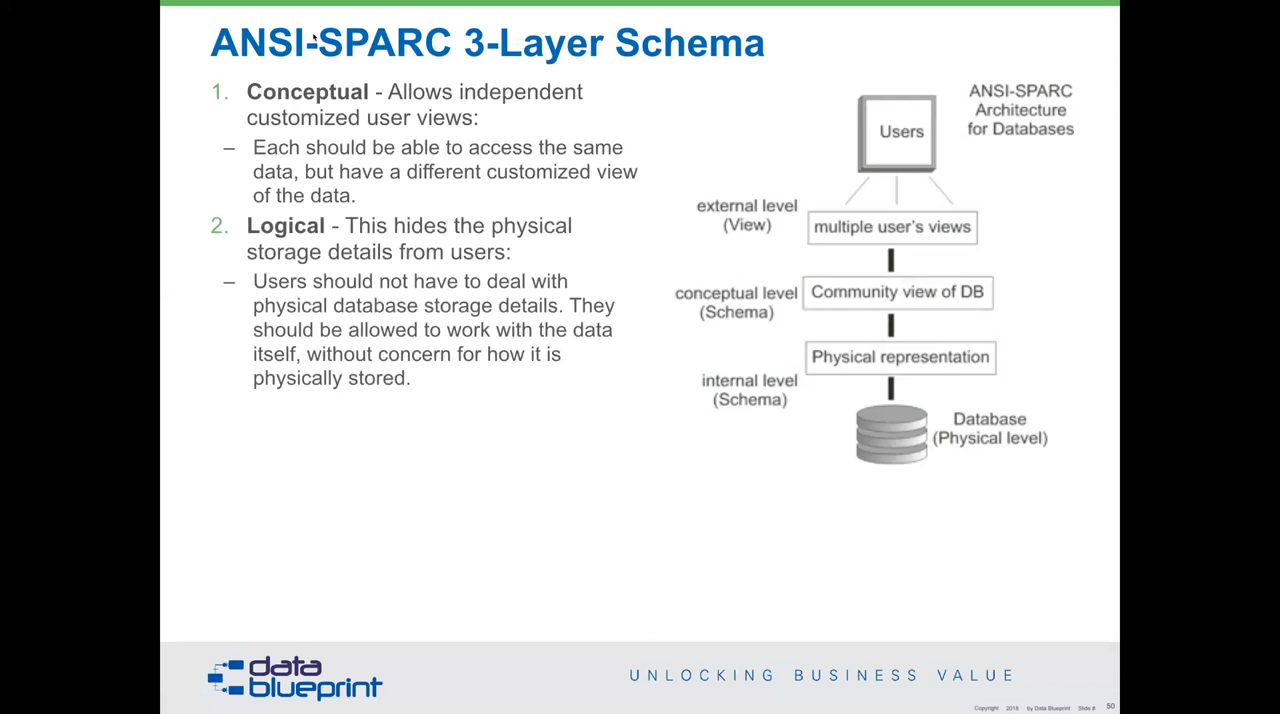 ANSI-SPARC 3-Layer Schema
1. Conceptual - Allows independent
customized user views:
– Each should be able to access the same
data, but have a different customized view
of the data.
2. Logical - This hides the physical
storage details from users:
– Users should not have to deal with
physical database storage details. They
should be allowed to work with the data
itself, without concern for how it is
physically stored.
ANSI-SPARC
Architecture
for Databases
Users
external level
(View)
multiple user's views
conceptual level
(Schema)
Community view of DB
Physical representation
internal level
(Schema)
Database
(Physical level)
data
blueprint
UNLOCKING BUSINESS VALUE
Copyright 2018 by Data Blueprint Slide # 50